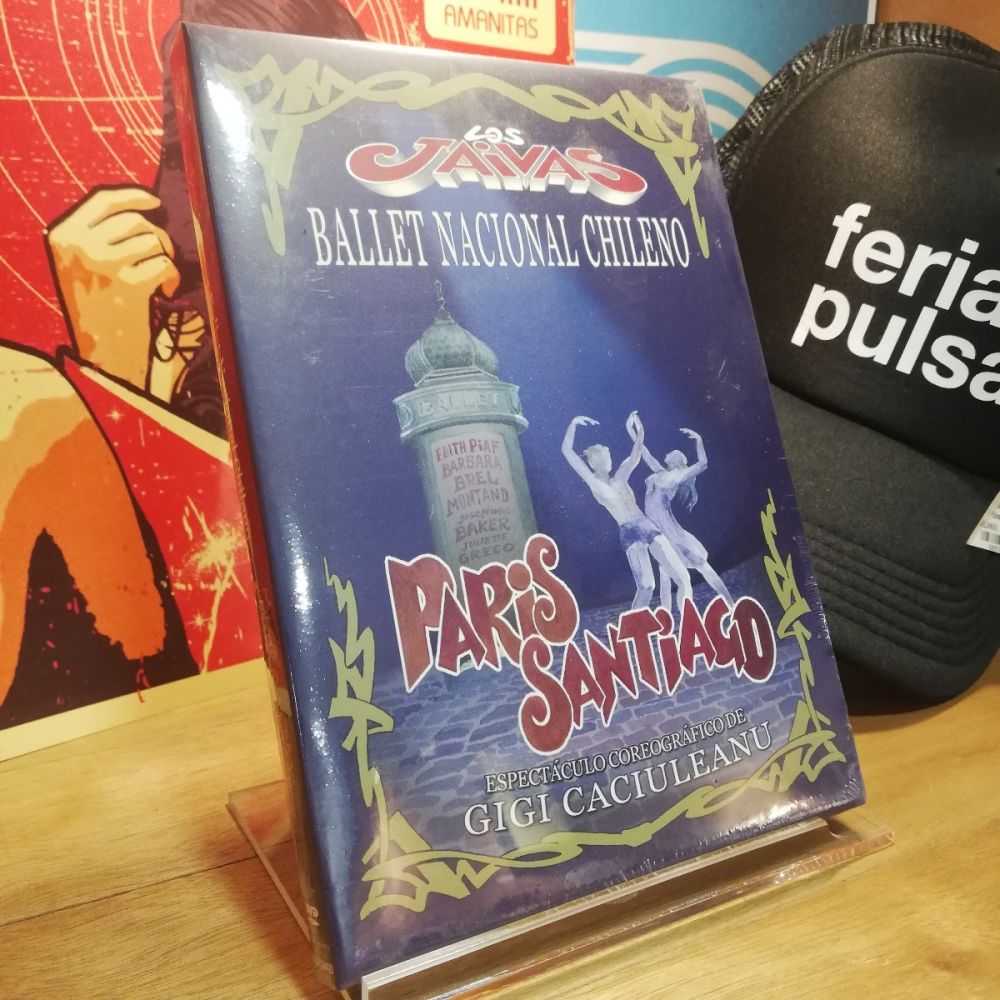 AMANITAS
LOS
JAIVAS
BALLET NACIONAL CHILENO
BALLET
EDITH PIAF
BARBARA
BREL
MONTAND
BAKER
JULIETTE
GRECO
PARIS
SANTIAGO
ESPECTÁCULO COREOGRÁFICO DE
GIGI CACIULEANU
feria
pulsa